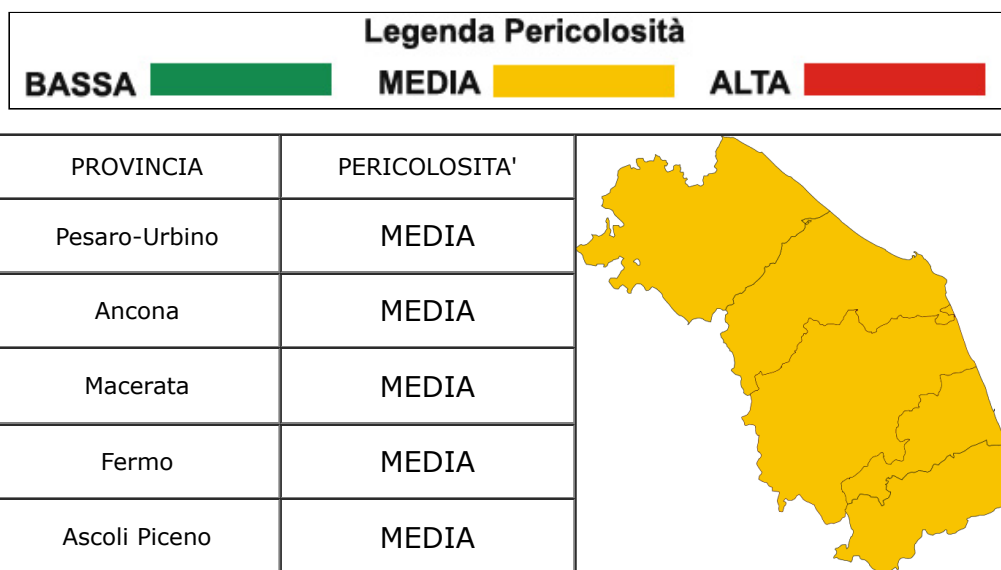 Legenda Pericolosità
BASSA MEDIA ALTA
PROVINCIA PERICOLOSITA'
Pesaro-Urbino MEDIA
Ancona MEDIA
Macerata MEDIA
Fermo MEDIA
Ascoli Piceno MEDIA